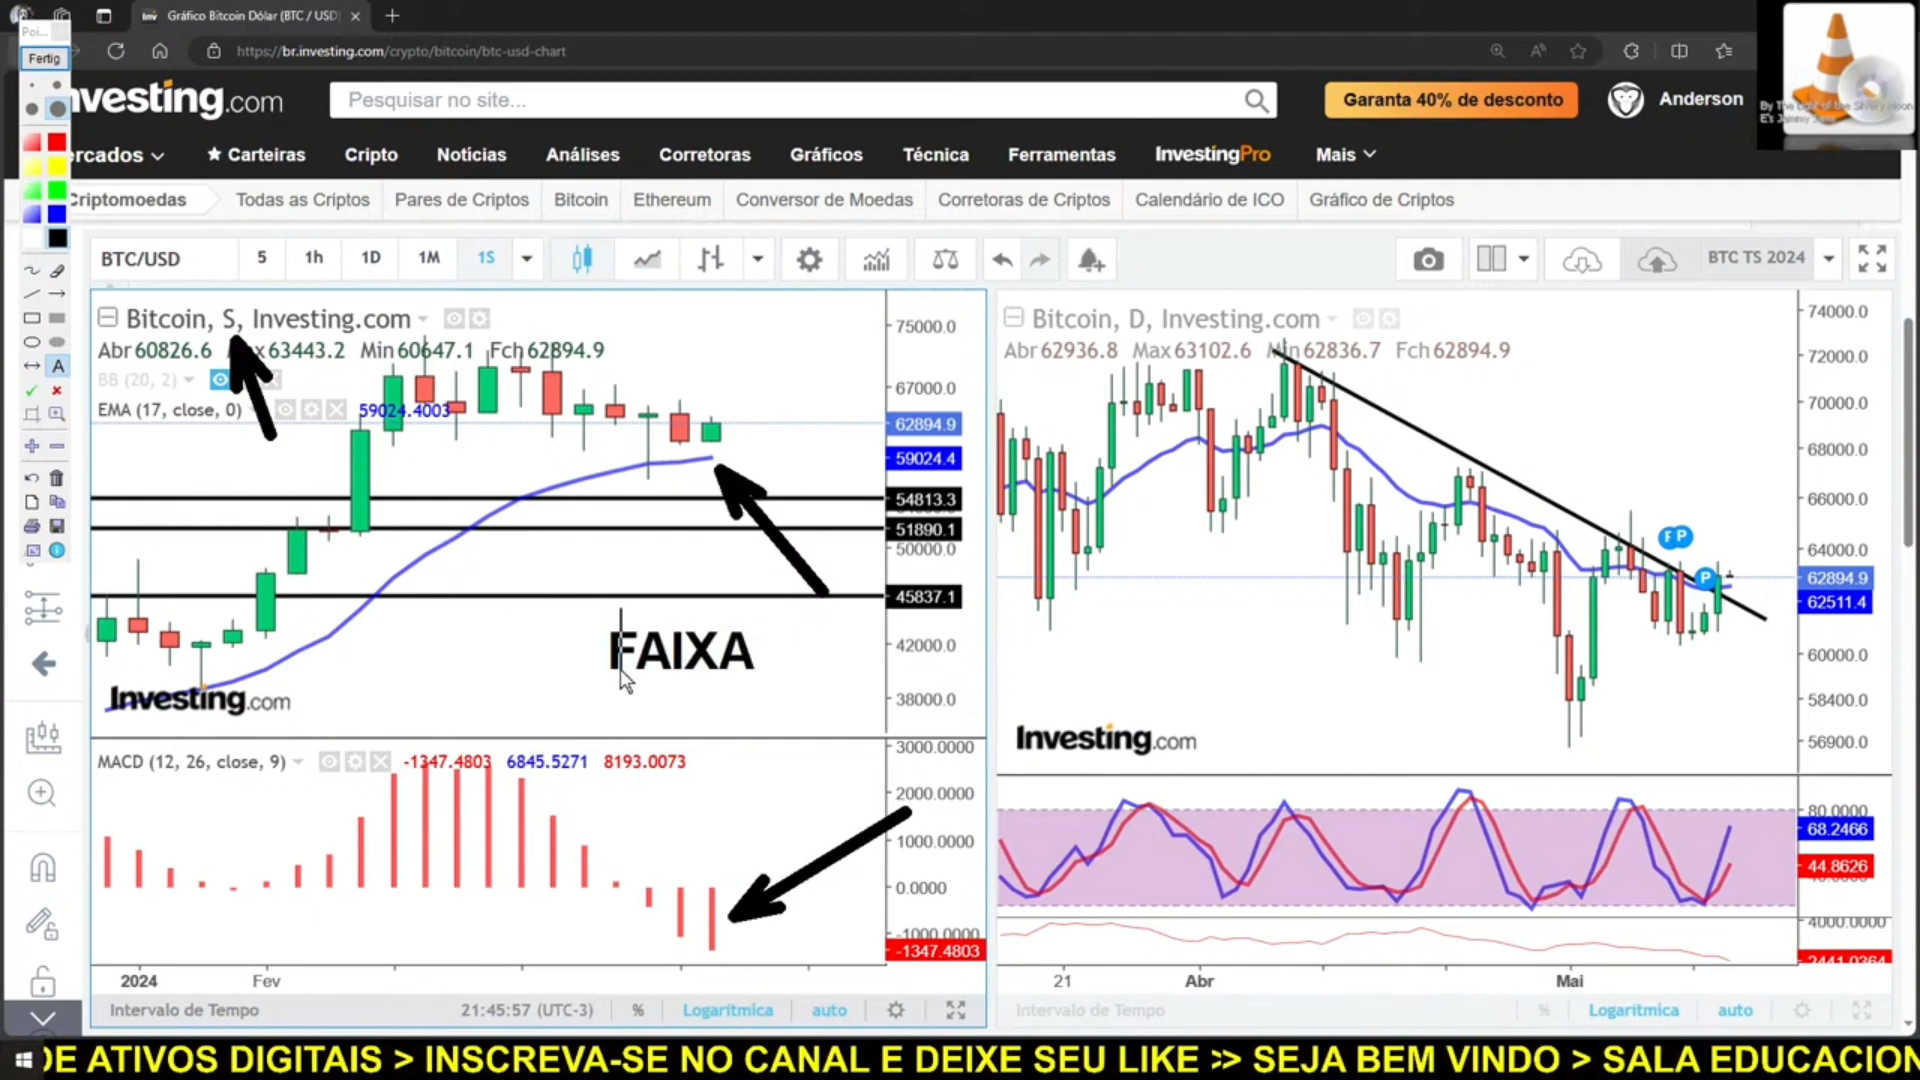 Gráfico Bitcoin Dólar (BTC / USD)
Poi...
https://br.investing.com/crypto/bitcoin/btc-usd-chart
Fertig
nvesting.com
Pesquisar no site...
Garanta 40% de desconto
Anderson
ercados
Carteiras
Cripto
Notícias
Análises
Corretoras
Gráficos
Técnica
Ferramentas
InvestingPro
Mais
Criptomoedas
Todas as Criptos
Pares de Criptos
Bitcoin
Ethereum
Conversor de Moedas
Corretoras de Criptos
Calendário de ICO
Gráfico de Criptos
BTC/USD
5
1h
1D
1M
1S
BTC TS 2024
Bitcoin, S, Investing.com
Abr 60826.6 Max 63443.2 Min 60647.1 Fch 62894.9
BB (20, 2)
EMA (17, close, 0) 59024.4003
75000.0
67000.0
62894.9
59024.4
54813.3
51890.1
50000.0
45837.1
42000.0
38000.0
FAIXA
Investing.com
MACD (12, 26, close, 9) -1347.4803 6845.5271 8193.0073
3000.0000
2000.0000
1000.0000
0.0000
-1000.0000
-1347.4803
2024
Fev
Intervalo de Tempo
21:45:57 (UTC-3)
%
Logarítmica
auto
Bitcoin, D, Investing.com
Abr 62936.8 Max 63102.6 Min 62836.7 Fch 62894.9
74000.0
72000.0
70000.0
68000.0
66000.0
64000.0
62894.9
62511.4
60000.0
58400.0
56900.0
F P
P
Investing.com
80.0000
68.2466
44.8626
4000.0000
2441.0364
21
Abr
Mai
Intervalo de Tempo
%
Logarítmica
auto
DE ATIVOS DIGITAIS > INSCREVA-SE NO CANAL E DEIXE SEU LIKE >> SEJA BEM VINDO > SALA EDUCACION